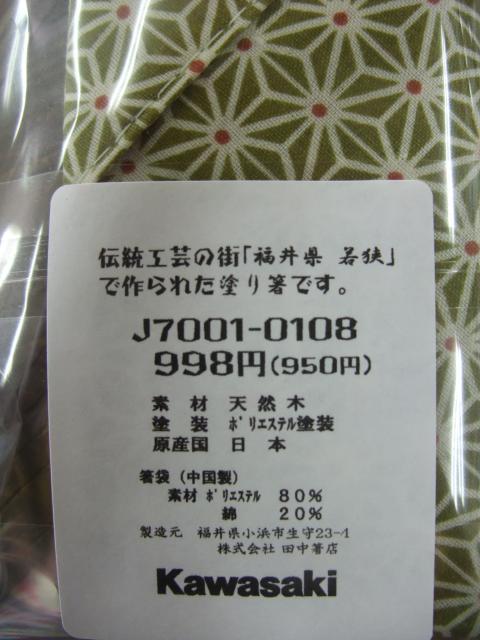 伝統工芸の街「福井県 若狭」
で作られた塗り箸です。
J7001-0108
998円(950円)
素 材 天然木
塗 装 ﾎﾟﾘｴｽﾃﾙ塗装
原産国 日 本
箸袋（中国製）
素材 ﾎﾟﾘｴｽﾃﾙ 80%
綿 20%
製造元 福井県小浜市生守23-4
株式会社 田中箸店
Kawasaki